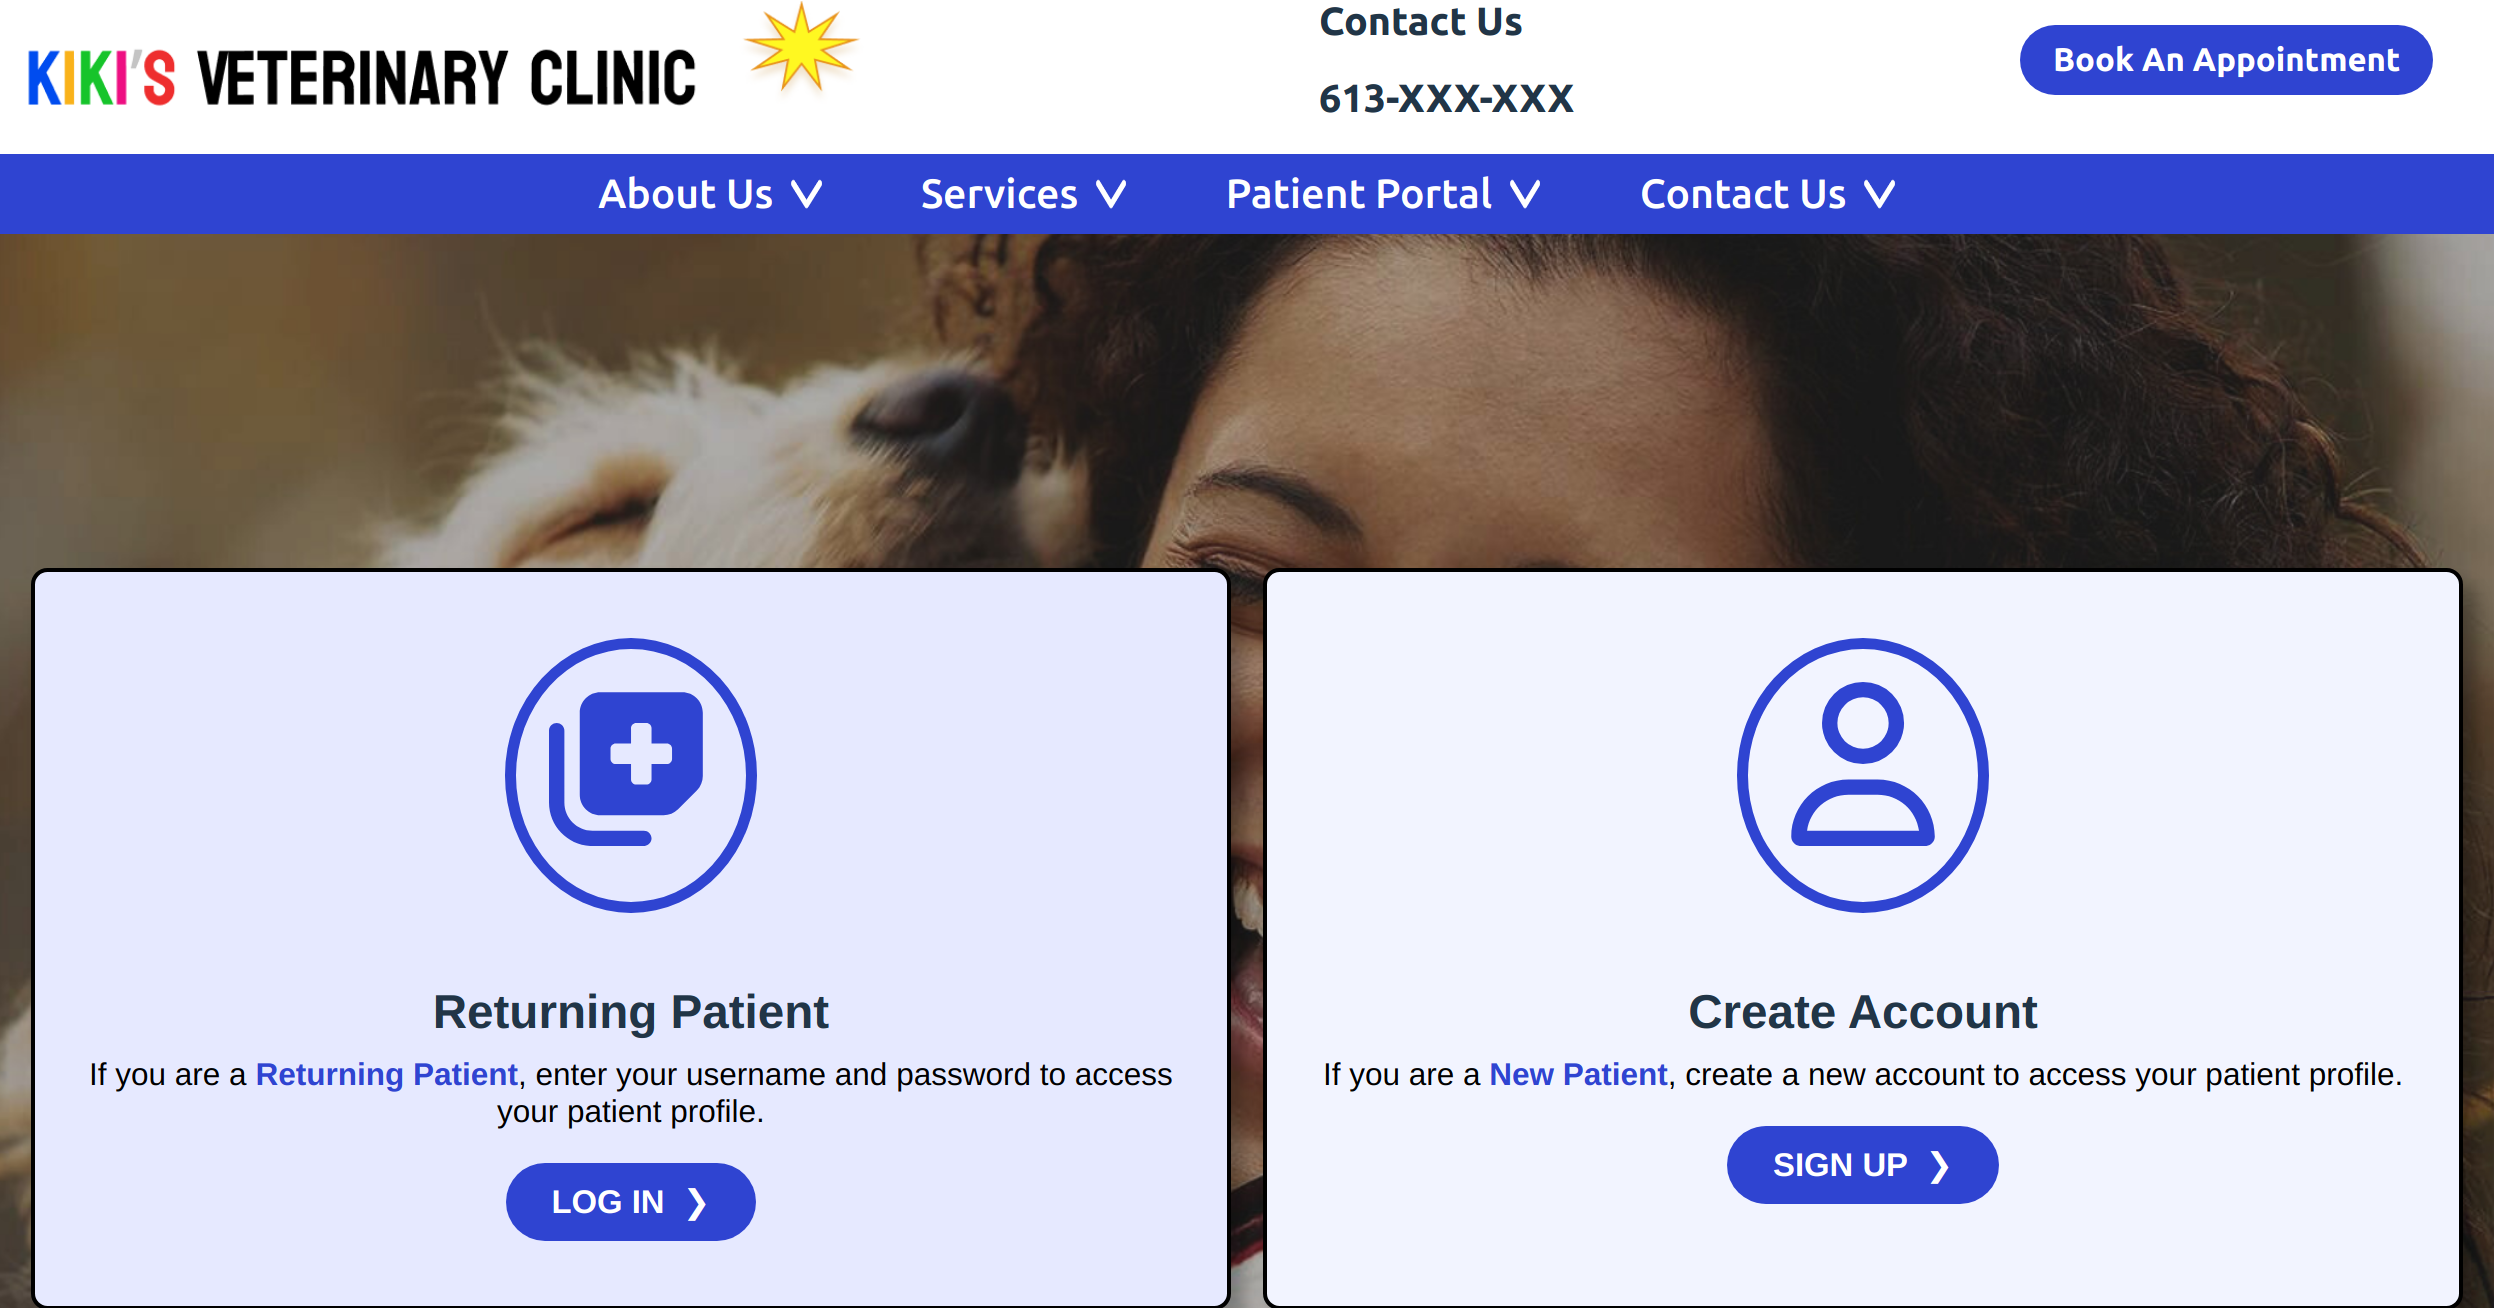 KIKI'S VETERINARY CLINIC
Contact Us
613-XXX-XXX
Book An Appointment
About Us
Services
Patient Portal
Contact Us
Returning Patient
If you are a Returning Patient, enter your username and password to access
your patient profile.
LOG IN ❯
Create Account
If you are a New Patient, create a new account to access your patient profile.
SIGN UP ❯